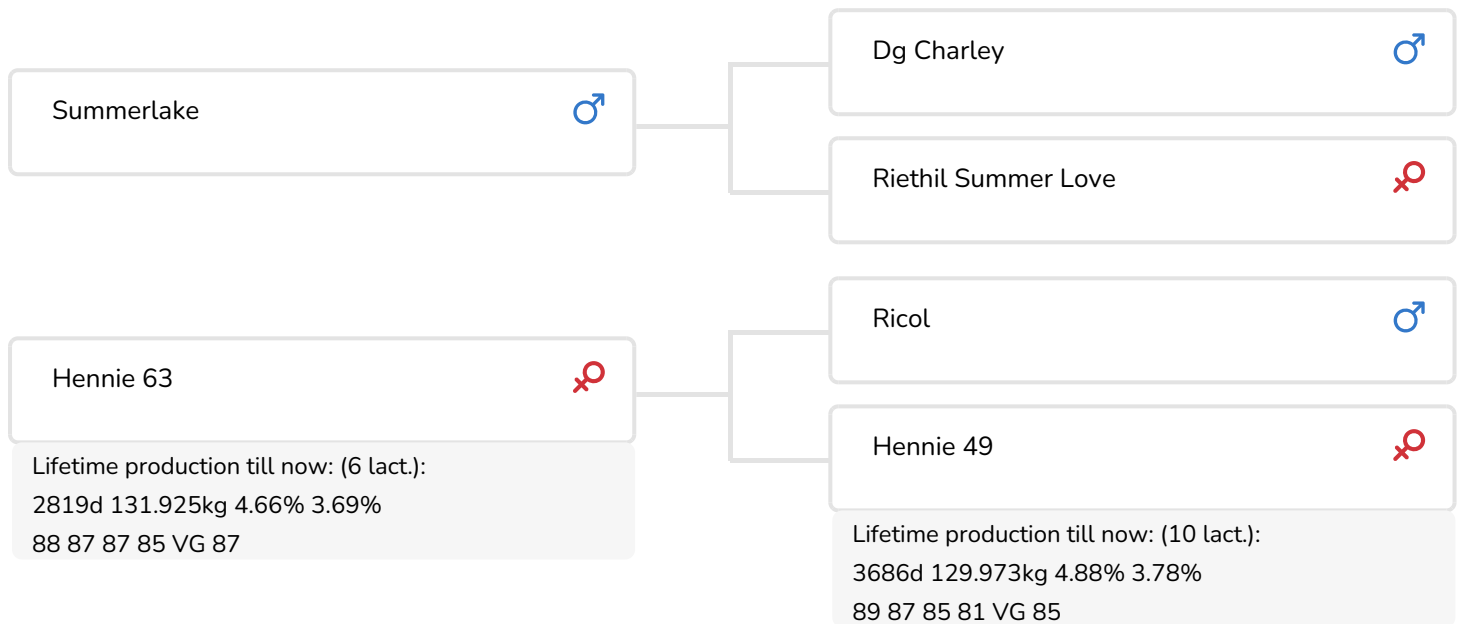 Summerlake
Dg Charley
Riethil Summer Love
Hennie 63
Lifetime production till now: (6 lact.):
2819d 131.925kg 4.66% 3.69%
88 87 87 85 VG 87
Ricol
Hennie 49
Lifetime production till now: (10 lact.):
3686d 129.973kg 4.88% 3.78%
89 87 85 81 VG 85